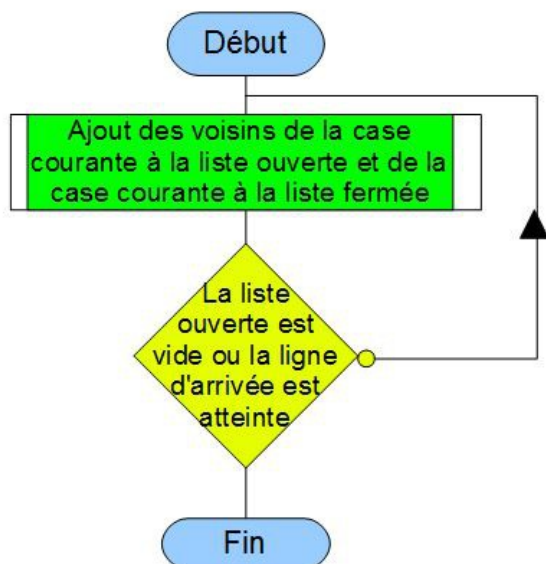 Début
Ajout des voisins de la case
courante à la liste ouverte et de la
case courante à la liste fermée
La liste
ouverte est
vide ou la ligne
d'arrivée est
atteinte
Fin